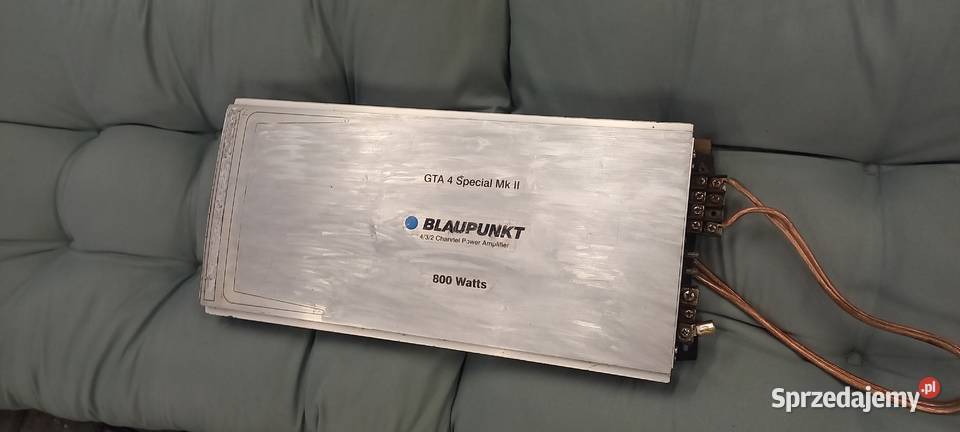 GTA 4 Special Mk II
BLAUPUNKT
4/3/2 Channel Power Amplifier
800 Watts
Sprzedajemy.pl